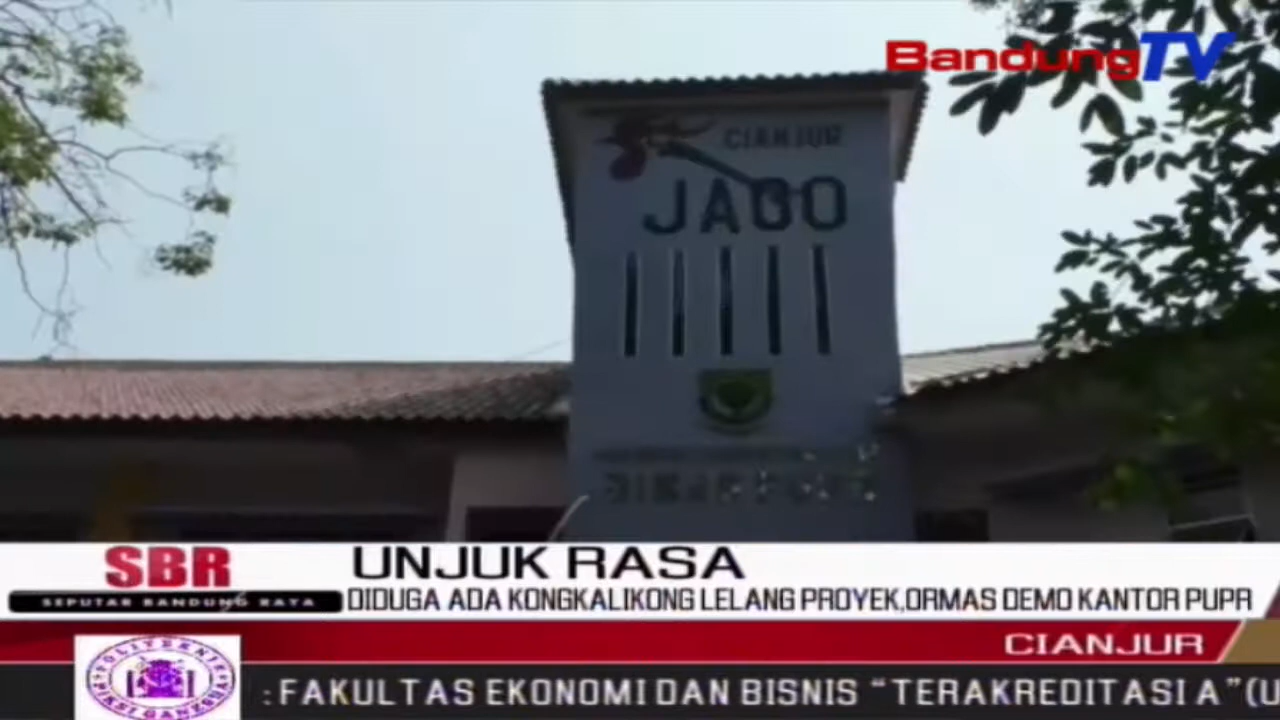 BandungTV
CIANJUR
JAGO
SBR
SEPUTAR BANDUNG RAYA
UNJUK RASA
DIDUGA ADA KONGKALIKONG LELANG PROYEK,ORMAS DEMO KANTOR PUPR
CIANJUR
: FAKULTAS EKONOMI DAN BISNIS “TERAKREDITASI A”(U